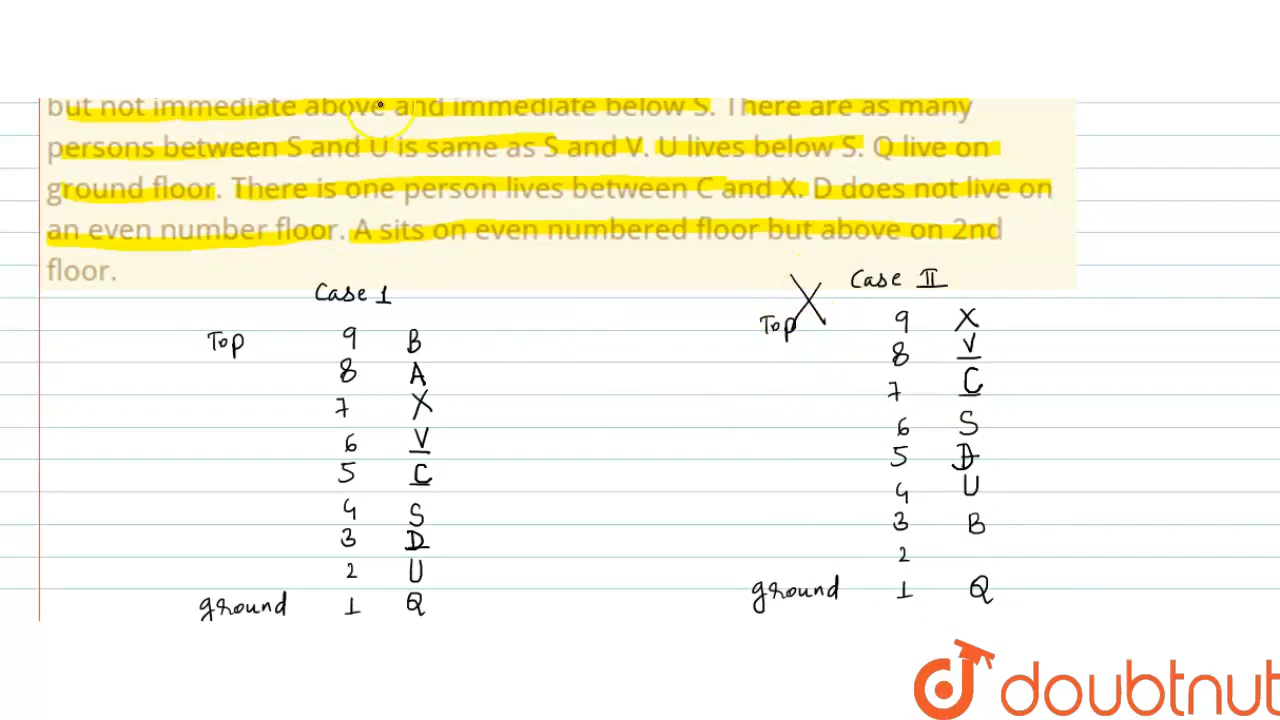 but not immediate above and immediate below S. There are as many
persons between S and U is same as S and V. U lives below S. Q live on
ground floor. There is one person lives between C and X. D does not live on
an even number floor. A sits on even numbered floor but above on 2nd
floor.
Case 1
Top 9 B
8 A
7 X
6 V
5 C
4 S
3 D
2 U
ground 1 Q
Case II
Top 9 X
8 V
7 C
6 S
5 D
4 U
3 B
2
ground 1 Q
doubtnut